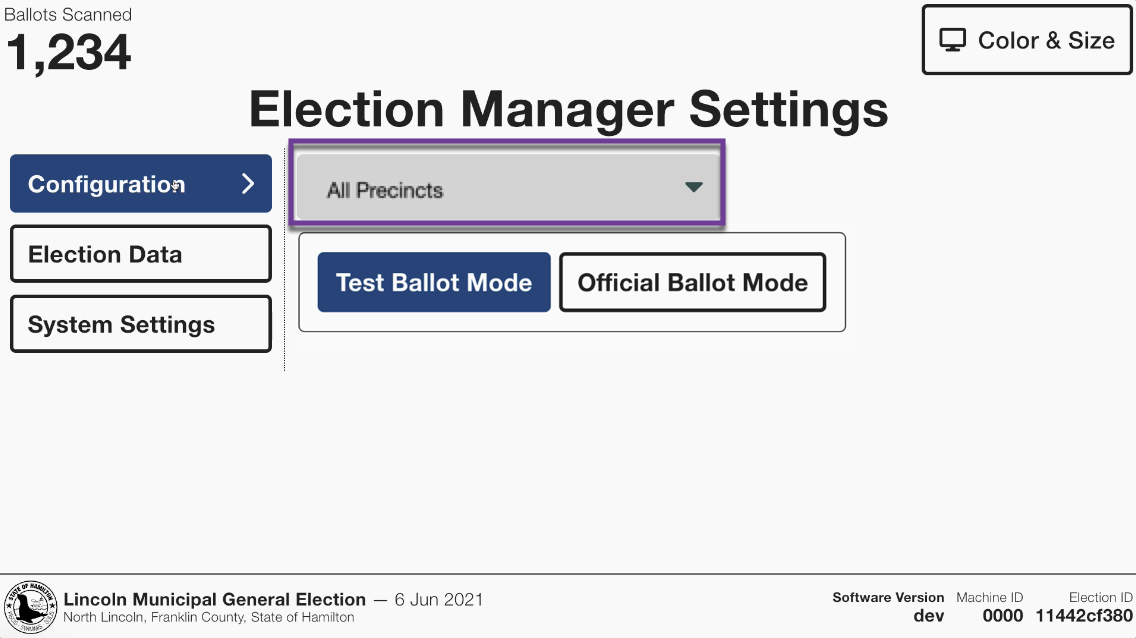 Ballots Scanned
1,234
Color & Size
Election Manager Settings
Configuration
All Precincts
Election Data
Test Ballot Mode
Official Ballot Mode
System Settings
STATE OF HAMILTON
Lincoln Municipal General Election — 6 Jun 2021
North Lincoln, Franklin County, State of Hamilton
Software Version
dev
Machine ID
0000
Election ID
11442cf380